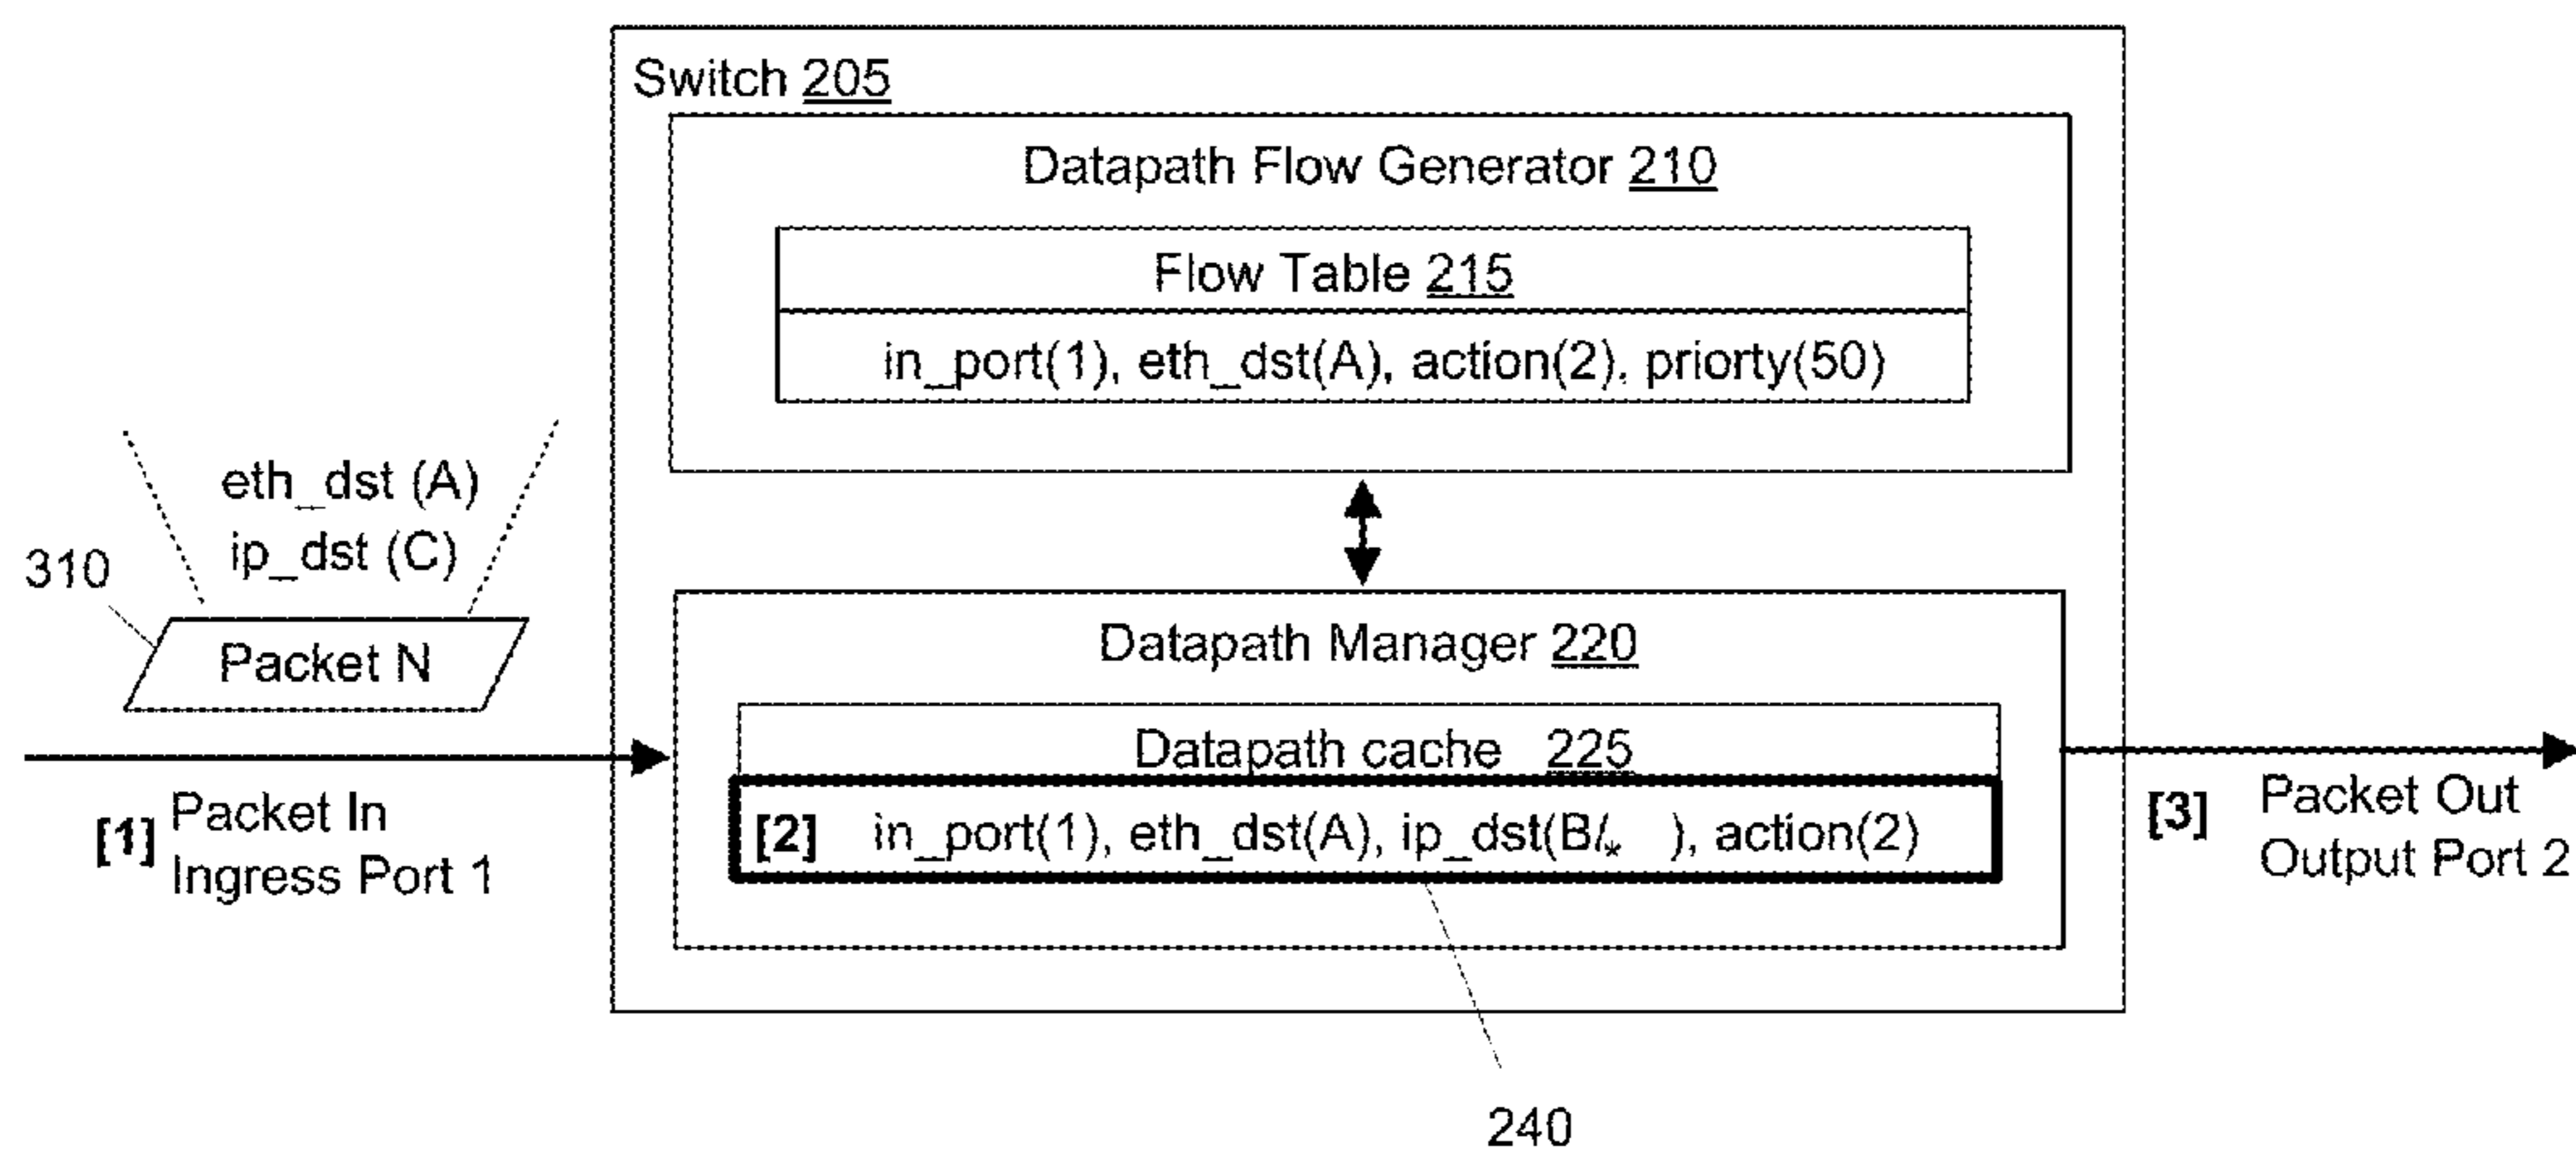 Switch 205
Datapath Flow Generator 210
Flow Table 215
in_port(1), eth_dst(A), action(2), priorty(50)
eth_dst (A)
ip_dst (C)
310
Packet N
Datapath Manager 220
Datapath cache 225
[2] in_port(1), eth_dst(A), ip_dst(B/* ), action(2)
[1] Packet In
Ingress Port 1
[3] Packet Out
Output Port 2
240